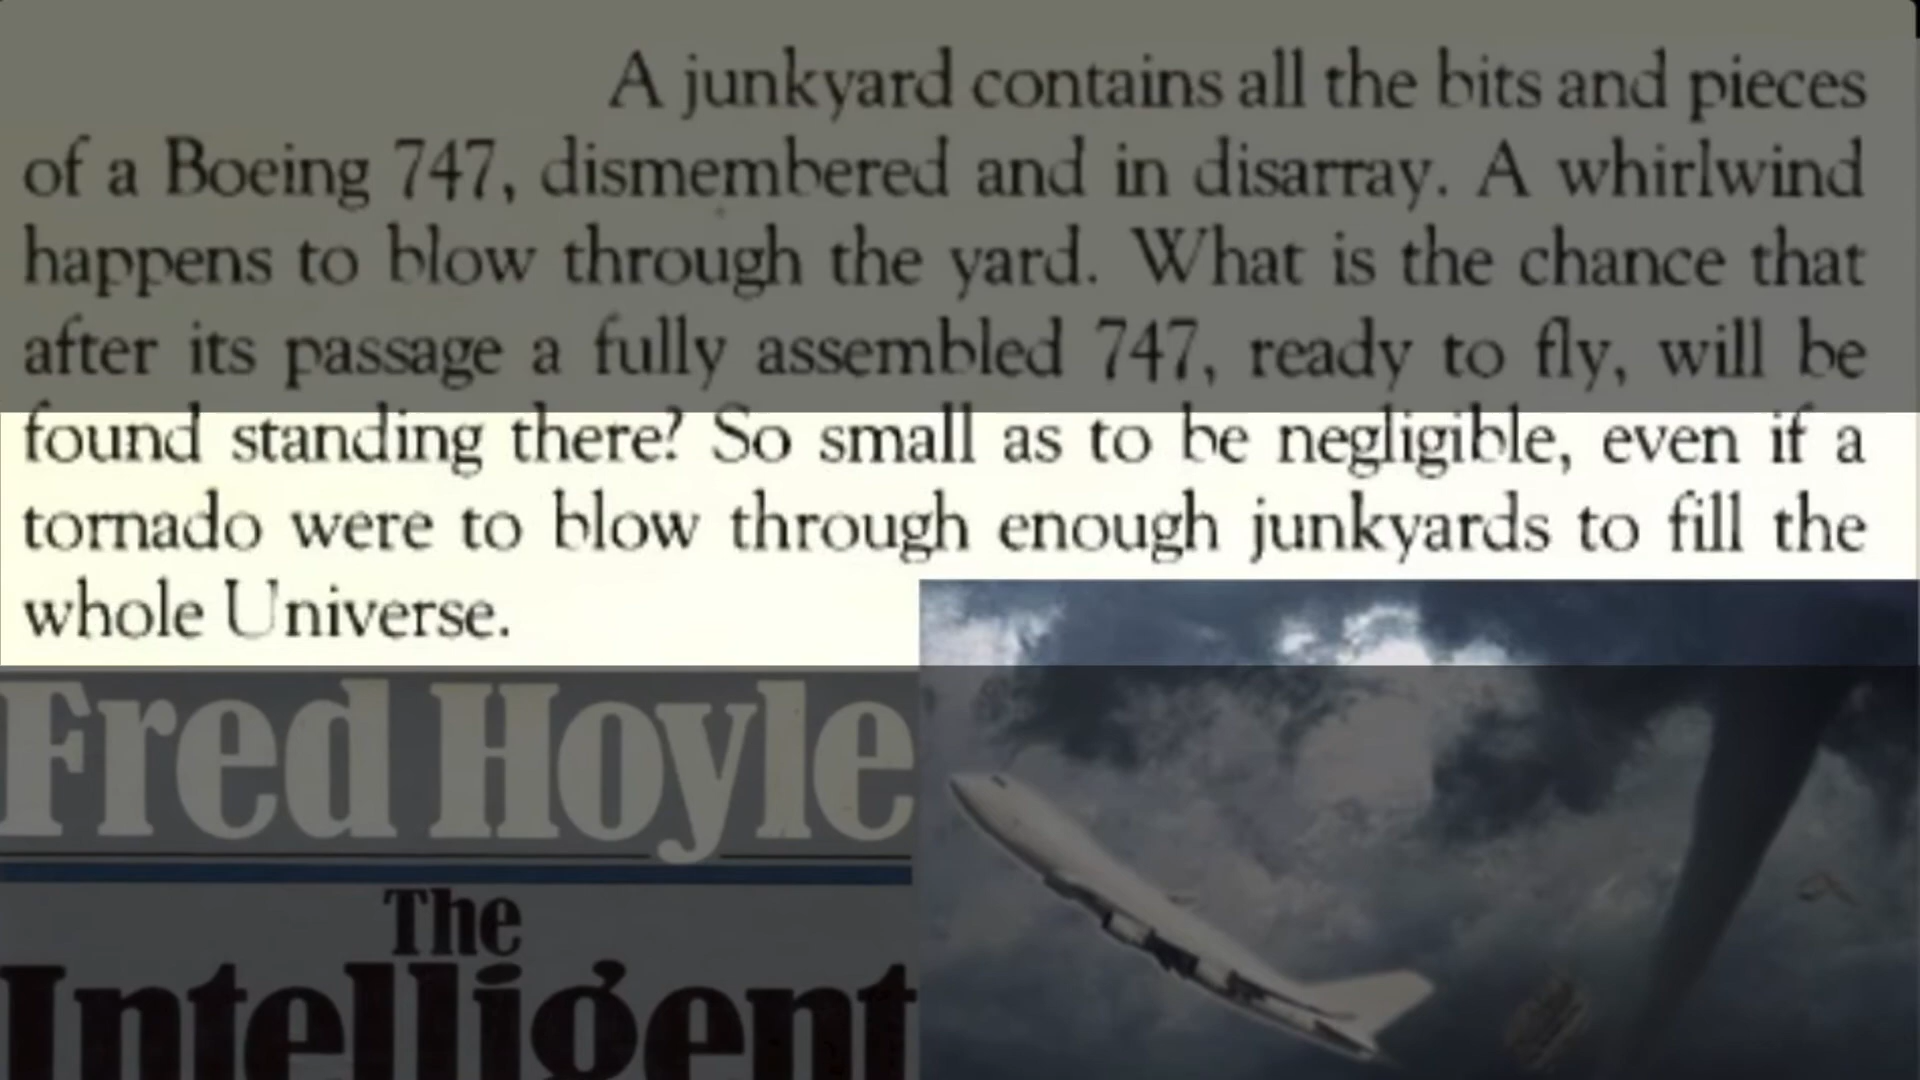 A junkyard contains all the bits and pieces
of a Boeing 747, dismembered and in disarray. A whirlwind
happens to blow through the yard. What is the chance that
after its passage a fully assembled 747, ready to fly, will be
found standing there? So small as to be negligible, even if a
tornado were to blow through enough junkyards to fill the
whole Universe.
Fred Hoyle
The
Intelligent